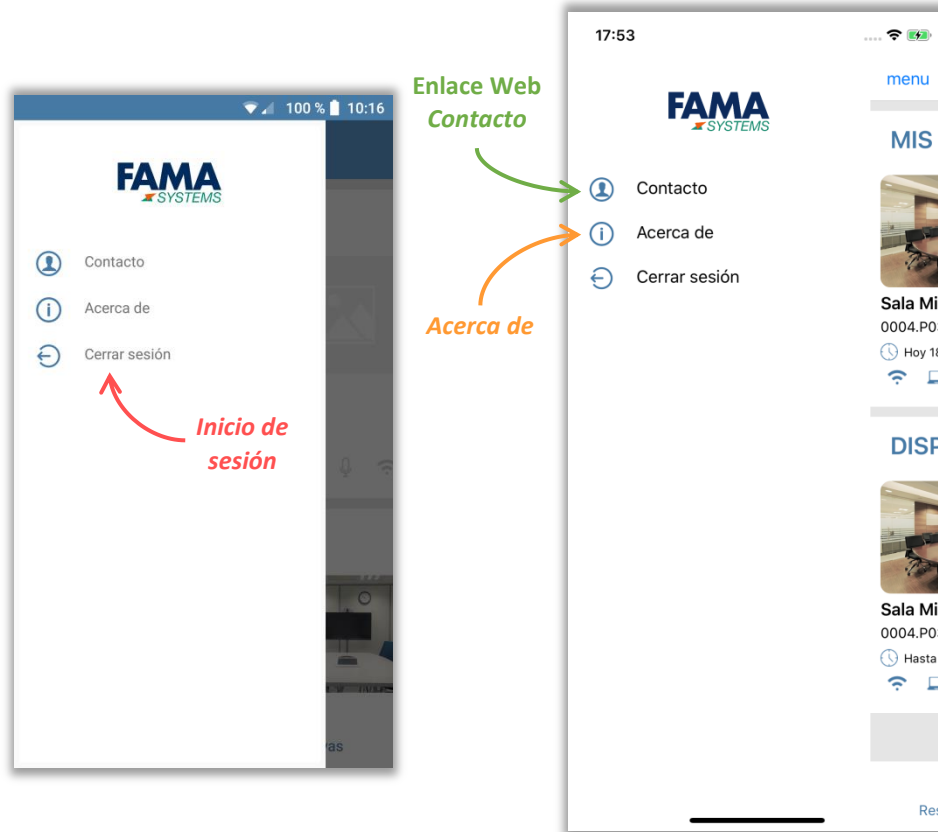 100 % 10:16
FAMA
SYSTEMS
Contacto
Acerca de
Cerrar sesión
Inicio de
sesión
Enlace Web
Contacto
Acerca de
17:53
menu
FAMA
SYSTEMS
Contacto
Acerca de
Cerrar sesión
MIS
Sala Mi
0004.P0
Hoy 18
DISP
Sala Mi
0004.P0
Hasta
Res
vas